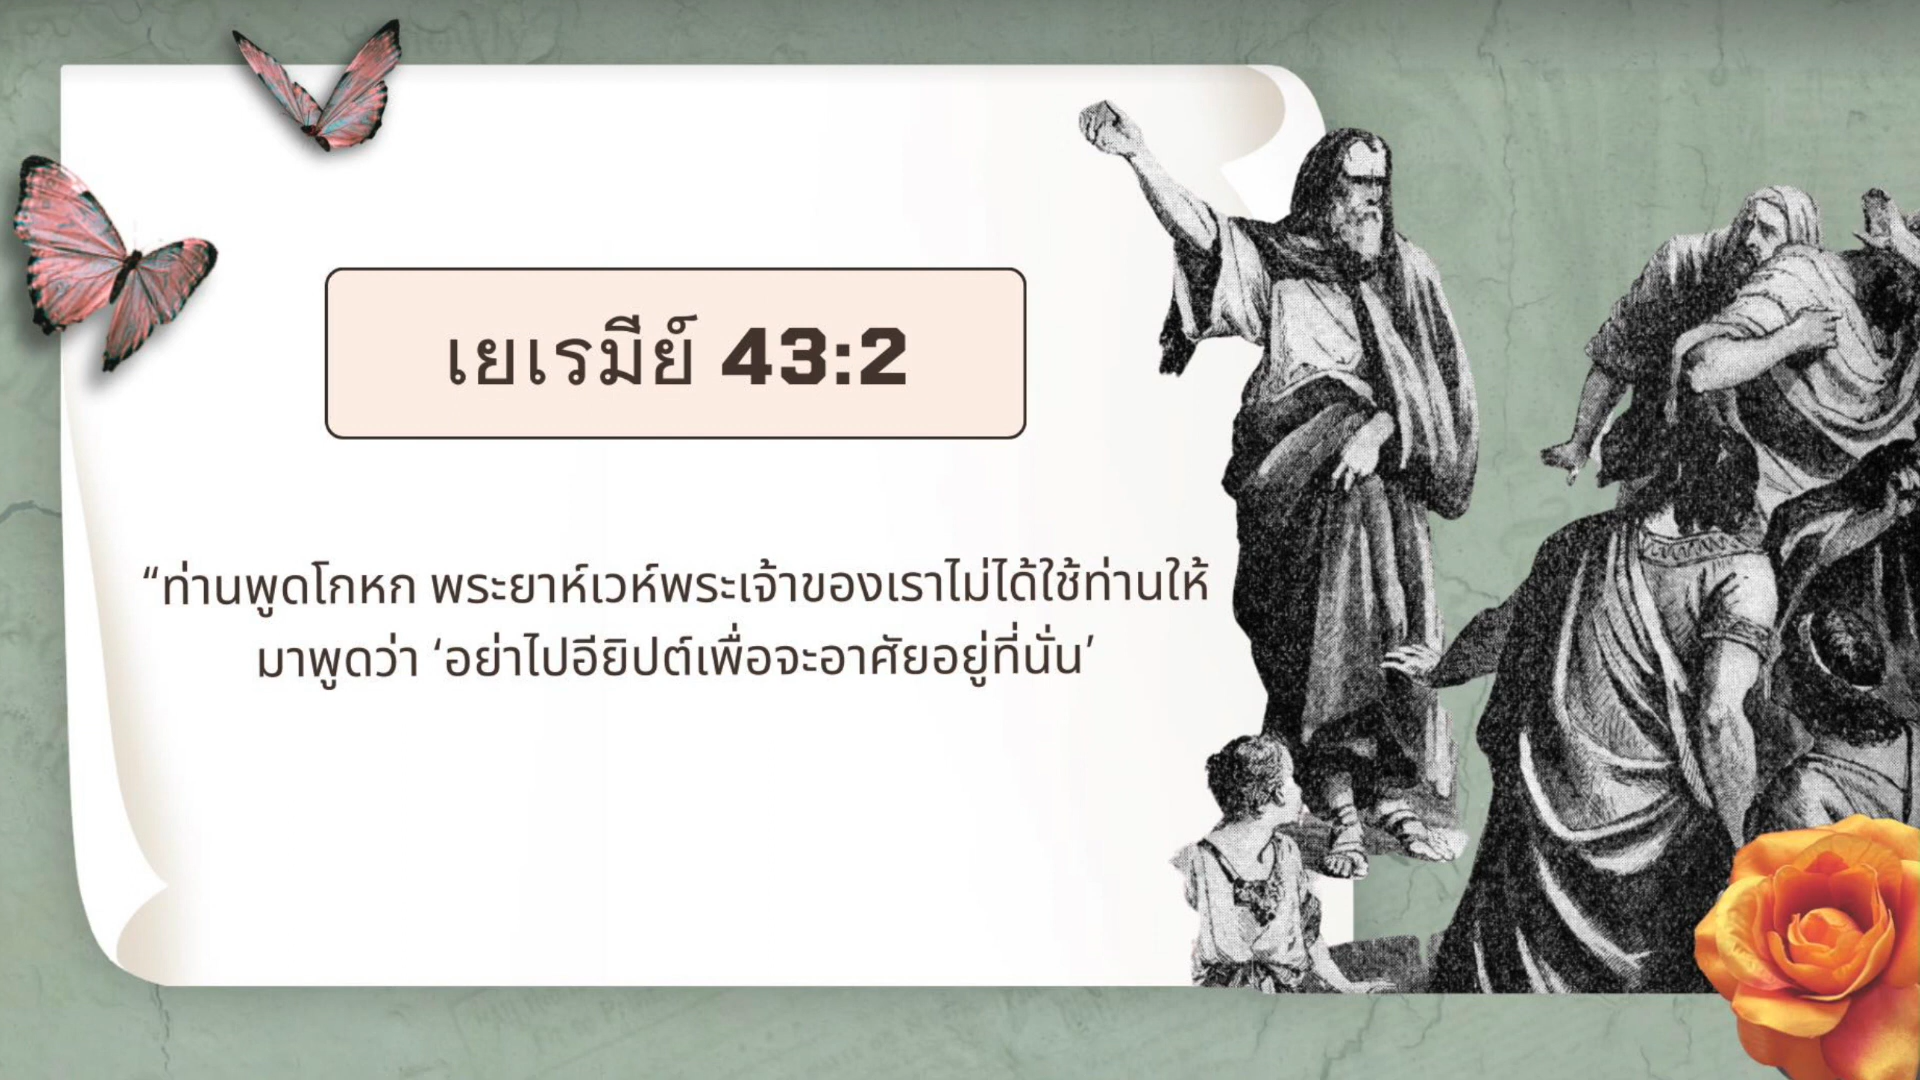 เยเรมีย์ 43:2
“ท่านพูดโกหก พระยาห์เวห์พระเจ้าของเราไม่ได้ใช้ท่านให้
มาพูดว่า ‘อย่าไปอียิปต์เพื่อจะอาศัยอยู่ที่นั่น’